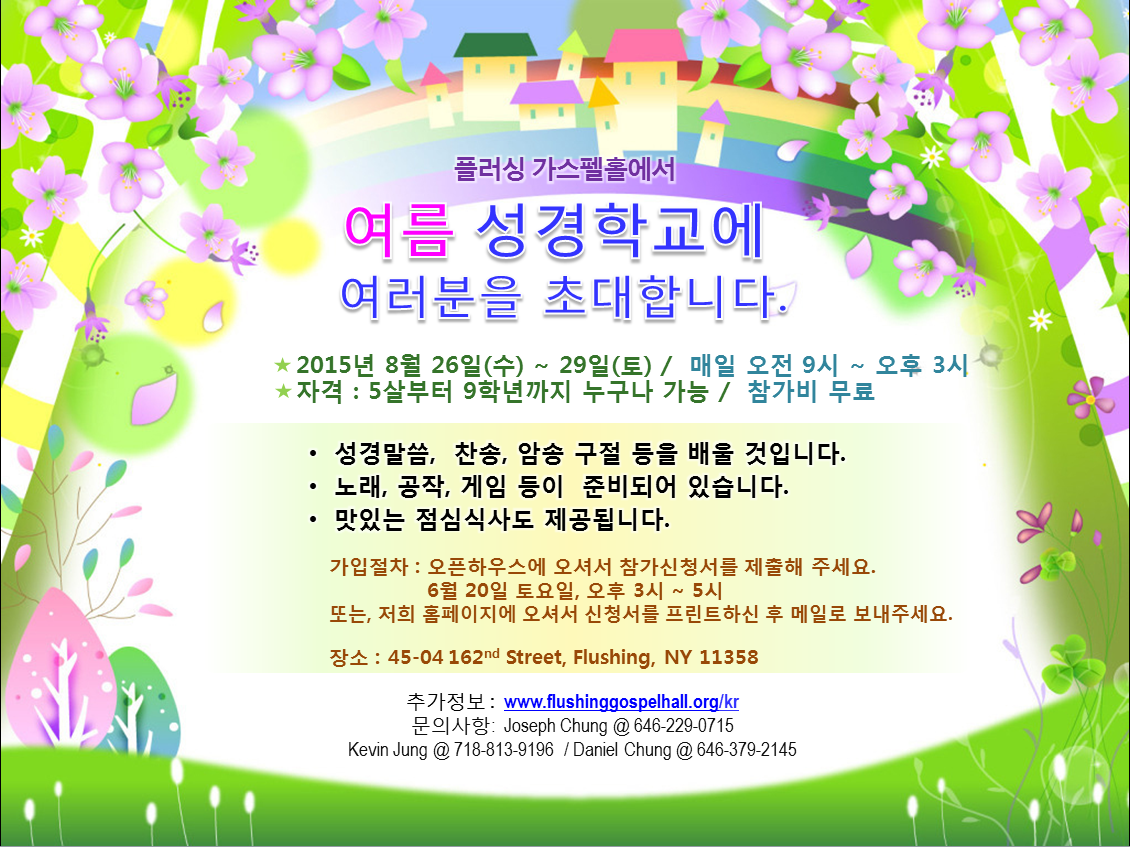 플러싱 가스펠홀에서
여름 성경학교에
여러분을 초대합니다.
★ 2015년 8월 26일(수) ~ 29일(토) / 매일 오전 9시 ~ 오후 3시
★ 자격 : 5살부터 9학년까지 누구나 가능 / 참가비 무료
• 성경말씀, 찬송, 암송 구절 등을 배울 것입니다.
• 노래, 공작, 게임 등이 준비되어 있습니다.
• 맛있는 점심식사도 제공됩니다.
가입절차 : 오픈하우스에 오셔서 참가신청서를 제출해 주세요.
6월 20일 토요일, 오후 3시 ~ 5시
또는, 저희 홈페이지에 오셔서 신청서를 프린트하신 후 메일로 보내주세요.
장소 : 45-04 162nd Street, Flushing, NY 11358
추가정보 : www.flushinggospelhall.org/kr
문의사항: Joseph Chung @ 646-229-0715
Kevin Jung @ 718-813-9196 / Daniel Chung @ 646-379-2145